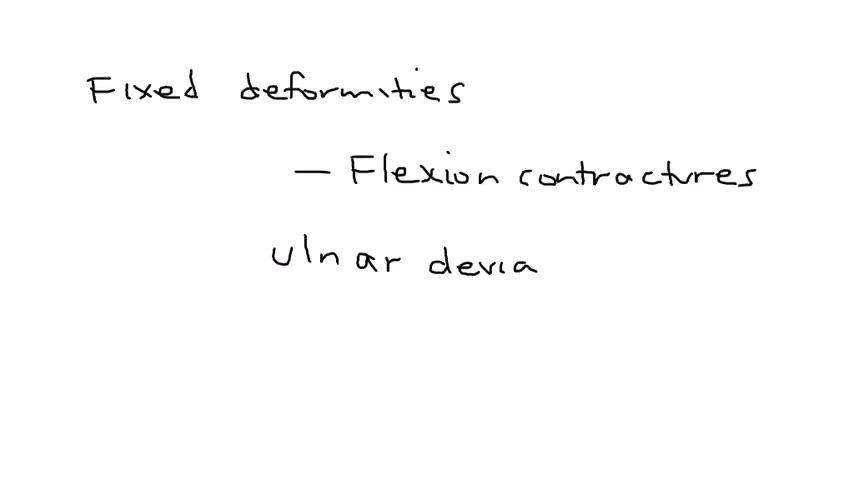 Fixed deformities
— Flexion contractures
ulnar devia